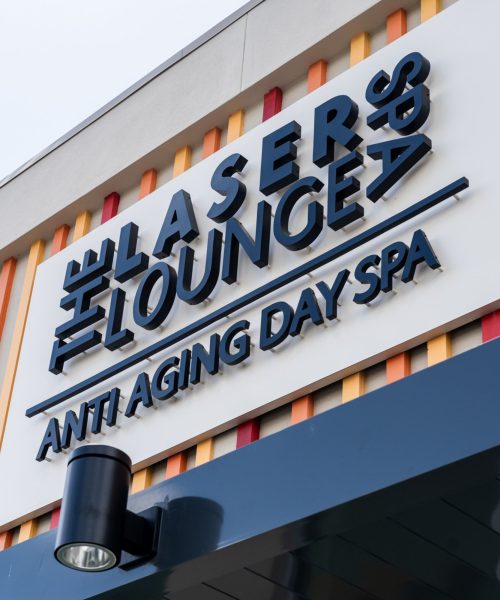 THE LASER SPA
LOUNGE
ANTI AGING DAY SPA